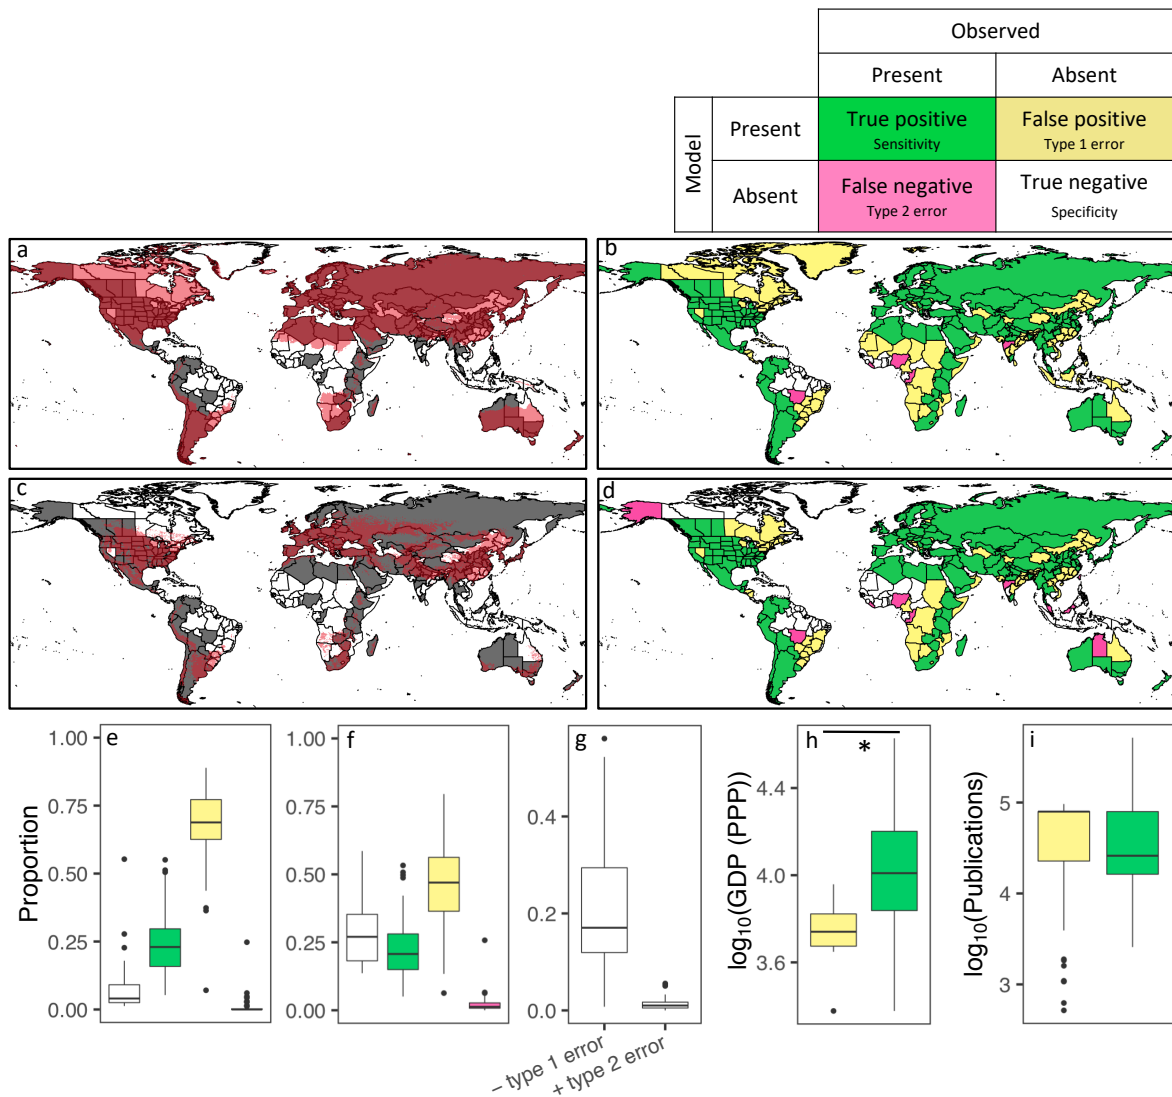 Observed
Present Absent
Model
Present True positive False positive
Sensitivity Type 1 error
Absent False negative True negative
Type 2 error Specificity
a
b
c
d
e
f
g
h
i
Proportion
1.00
0.75
0.50
0.25
0.00
1.00
0.75
0.50
0.25
0.00
0.4
0.2
0.0
− type 1 error
+ type 2 error
log10(GDP (PPP))
4.4
4.0
3.6
*
log10(Publications)
5
4
3